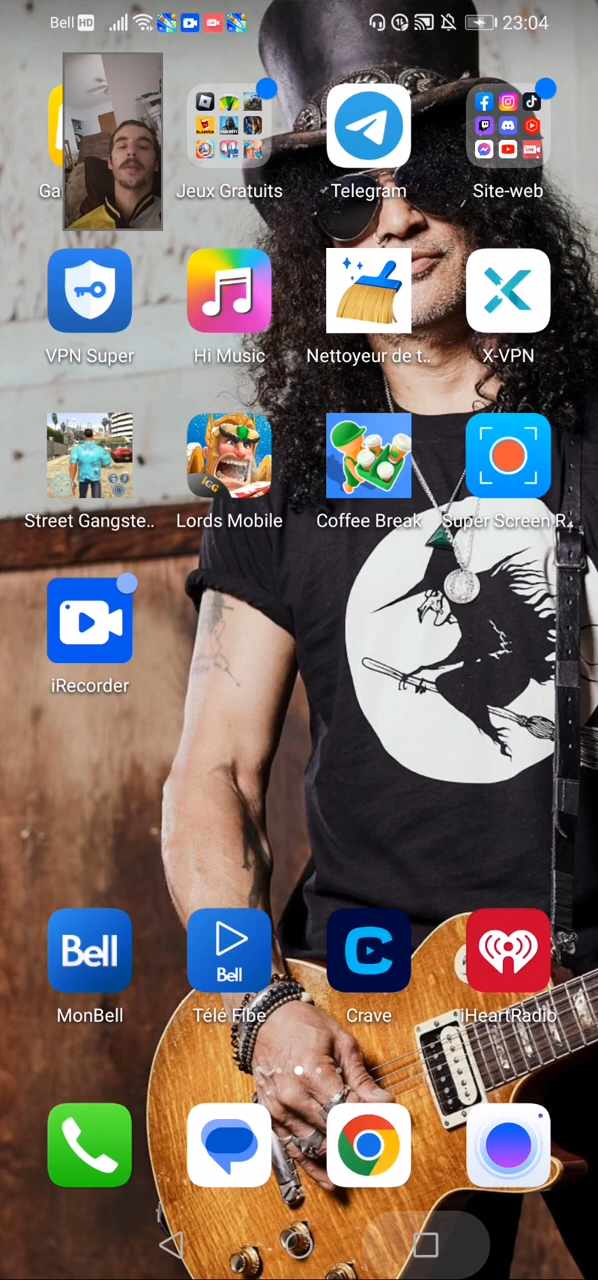 Bell HD 23:04
Ga
Jeux Gratuits
Telegram
Site-web
VPN Super
Hi Music
Nettoyeur de t..
X-VPN
IGG
Street Gangste..
Lords Mobile
Coffee Break
Super Screen R..
iRecorder
Bell
Bell
C
MonBell
Télé Fibe
Crave
iHeartRadio